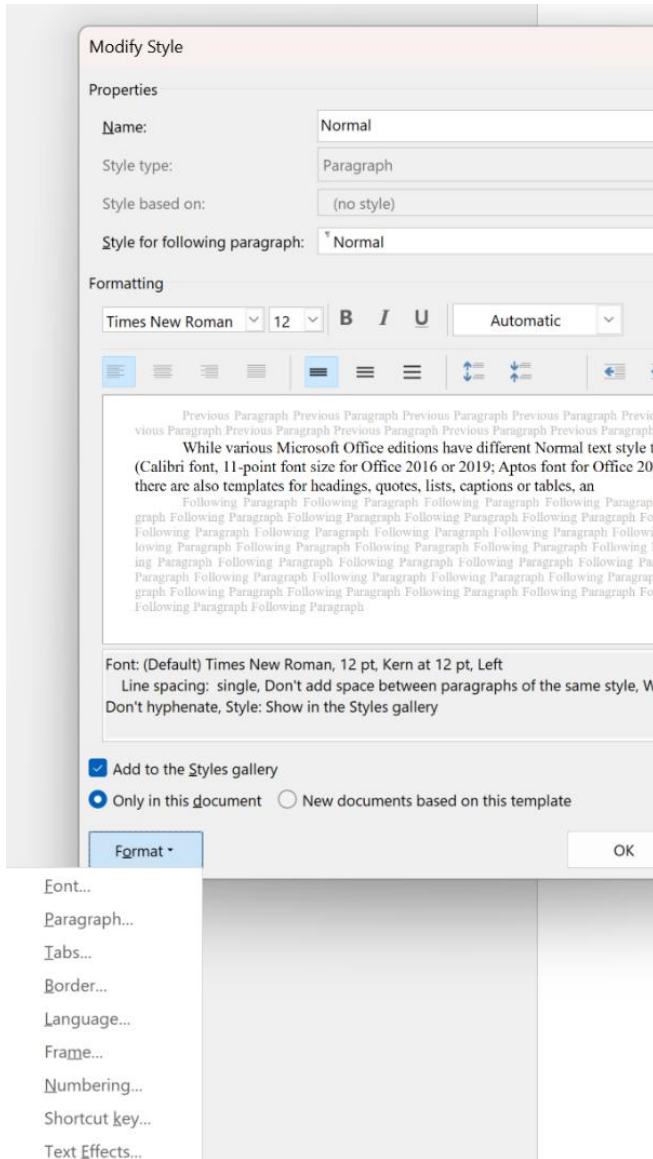 Modify Style
Properties
Name: Normal
Style type: Paragraph
Style based on: (no style)
Style for following paragraph: ¶ Normal
Formatting
Times New Roman 12 B I U Automatic
Previous Paragraph Previous Paragraph Previous Paragraph Previous Paragraph Previ
vious Paragraph Previous Paragraph Previous Paragraph Previous Paragraph Previous Paragraph
While various Microsoft Office editions have different Normal text style t
(Calibri font, 11-point font size for Office 2016 or 2019; Aptos font for Office 20
there are also templates for headings, quotes, lists, captions or tables, an
Following Paragraph Following Paragraph Following Paragraph Following Paragrap
graph Following Paragraph Following Paragraph Following Paragraph Following Paragraph Fo
Following Paragraph Following Paragraph Following Paragraph Following Paragraph Followi
lowing Paragraph Following Paragraph Following Paragraph Following Paragraph Following
ing Paragraph Following Paragraph Following Paragraph Following Paragraph Following Pa
Paragraph Following Paragraph Following Paragraph Following Paragraph Following Paragrap
graph Following Paragraph Following Paragraph Following Paragraph Following Paragraph Fo
Following Paragraph Following Paragraph
Font: (Default) Times New Roman, 12 pt, Kern at 12 pt, Left
Line spacing: single, Don't add space between paragraphs of the same style, W
Don't hyphenate, Style: Show in the Styles gallery
Add to the Styles gallery
Only in this document New documents based on this template
Format OK
Font...
Paragraph...
Tabs...
Border...
Language...
Frame...
Numbering...
Shortcut key...
Text Effects...